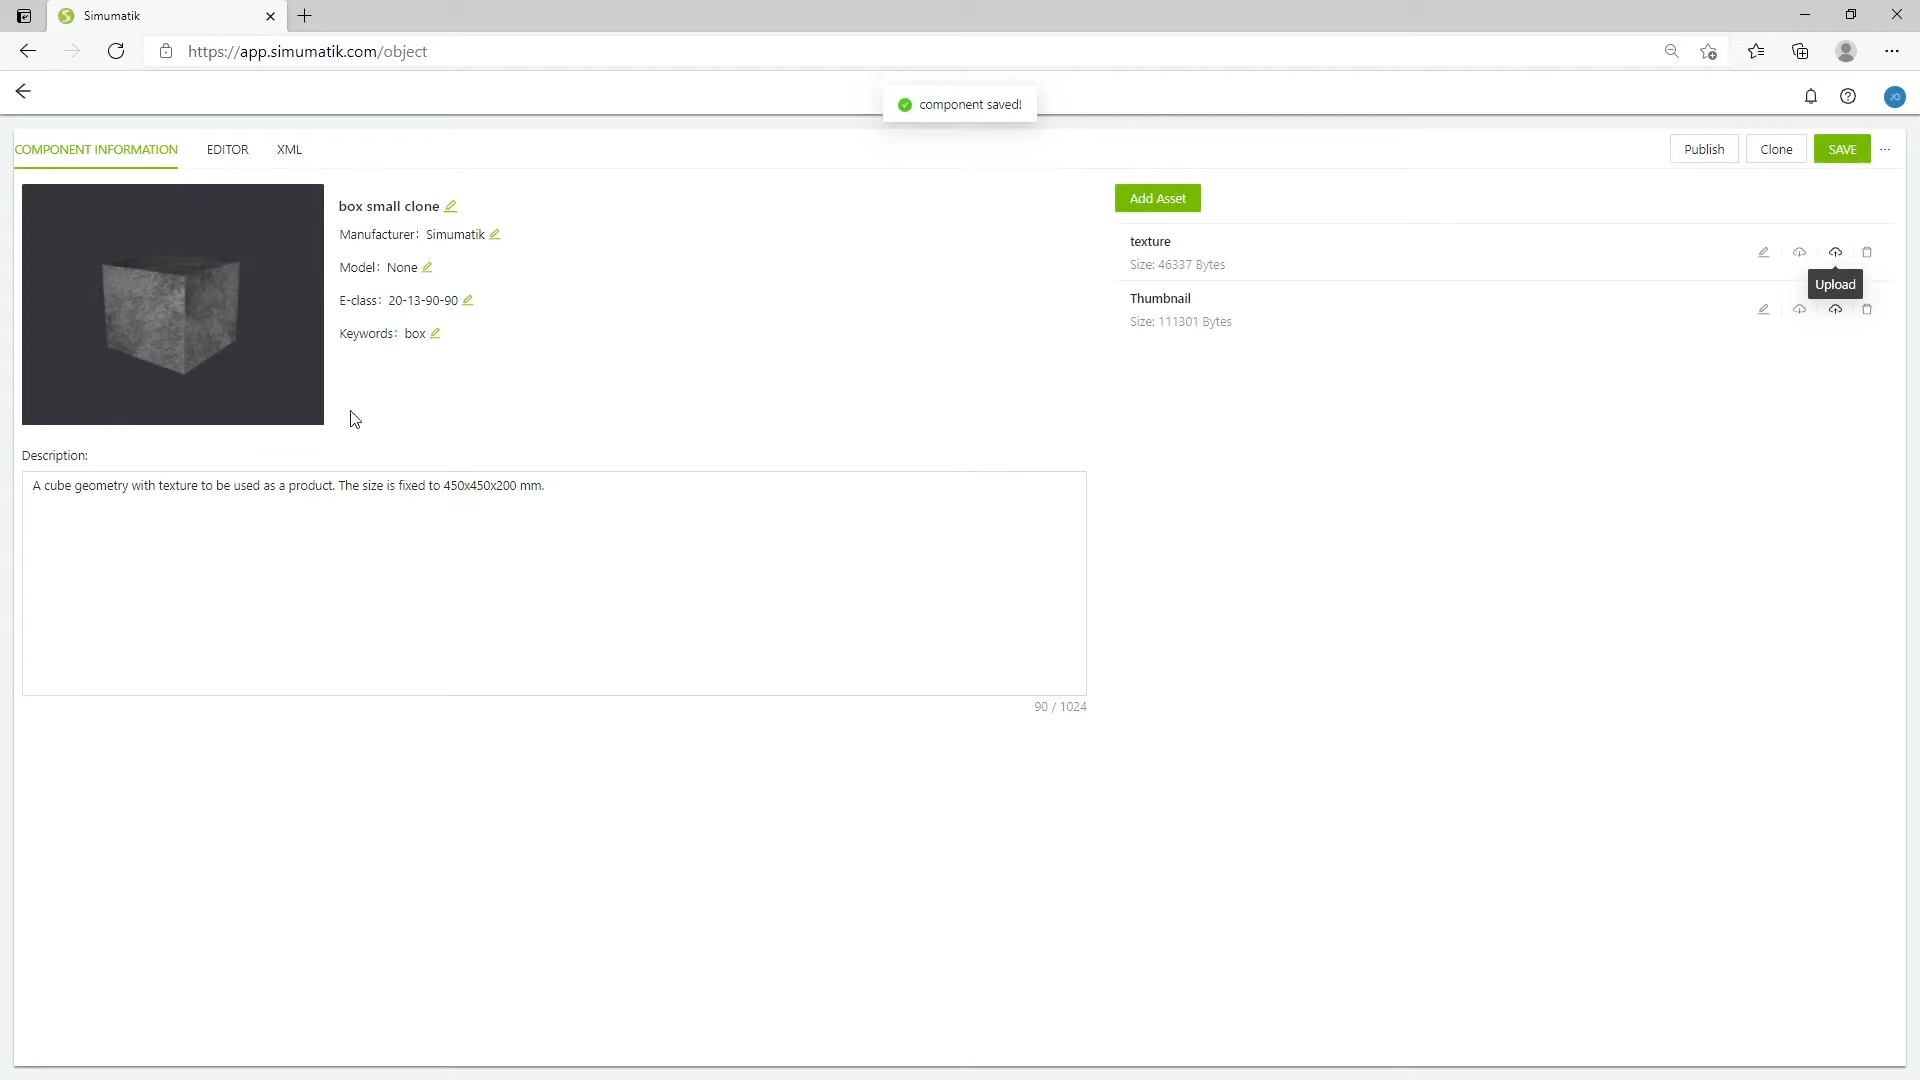 Simumatik
https://app.simumatik.com/object
component saved!
JO
COMPONENT INFORMATION
EDITOR
XML
Publish
Clone
SAVE
box small clone
Manufacturer: Simumatik
Model: None
E-class: 20-13-90-90
Keywords: box
Add Asset
texture
Size: 46337 Bytes
Upload
Thumbnail
Size: 111301 Bytes
Description:
A cube geometry with texture to be used as a product. The size is fixed to 450x450x200 mm.
90 / 1024